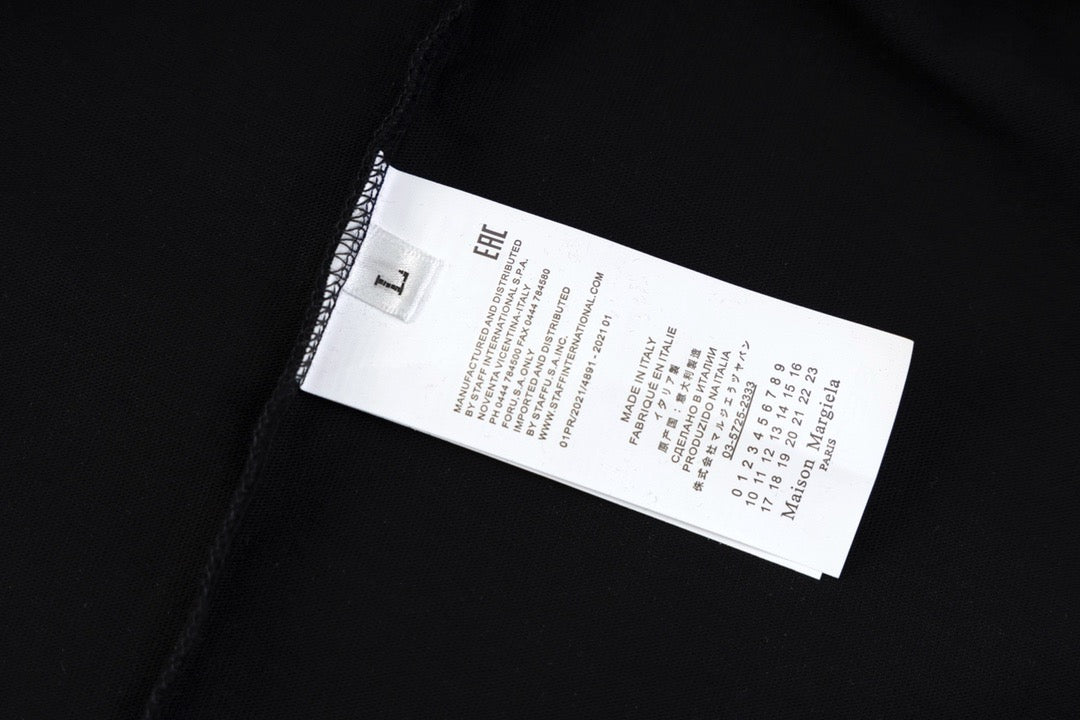 L
EAC
MANUFACTURED AND DISTRIBUTED
BY STAFF INTERNATIONAL S.P.A.
NOVENTA VICENTINA-ITALY
PH 0444 784500 FAX 0444 784580
FORU,S.A.ONLY
IMPORTED AND DISTRIBUTED
BY STAFFU.S.A.INC.
WWW.STAFFINTERNATIONAL.COM
01PR/2021/4891 - 2021 01
MADE IN ITALY
FABRIQUÉ EN ITALIE
イタリア製
原产国：意大利制造
СДЕЛАНО В ИТАЛИИ
PRODUZIDO NA ITALIA
株式会社マルジエラジャパン
03-5725-2333
0 1 2 3 4 5 6 7 8 9
10 11 12 13 14 15 16
17 18 19 20 21 22 23
Maison Margiela
PARIS